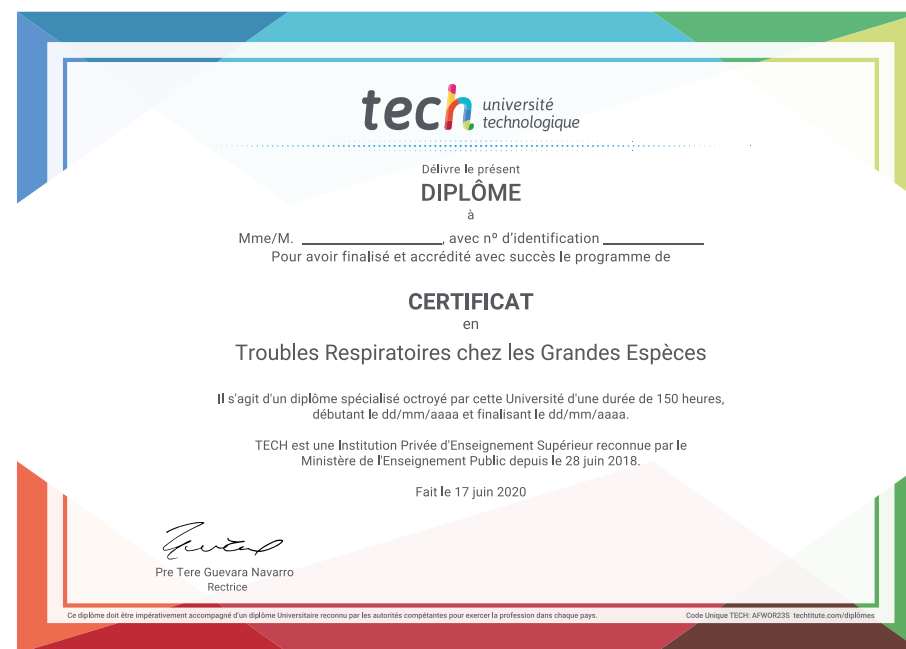 tech université
technologique
Délivre le présent
DIPLÔME
à
Mme/M. ____________________, avec nº d'identification ______________
Pour avoir finalisé et accrédité avec succès le programme de
CERTIFICAT
en
Troubles Respiratoires chez les Grandes Espèces
Il s'agit d'un diplôme spécialisé octroyé par cette Université d'une durée de 150 heures,
débutant le dd/mm/aaaa et finalisant le dd/mm/aaaa.
TECH est une Institution Privée d'Enseignement Supérieur reconnue par le
Ministère de l'Enseignement Public depuis le 28 juin 2018.
Fait le 17 juin 2020
Pre Tere Guevara Navarro
Rectrice
Ce diplôme doit être impérativement accompagné d'un diplôme Universitaire reconnu par les autorités compétentes pour exercer la profession dans chaque pays. Code Unique TECH: AFWOR23S techtitute.com/diplômes